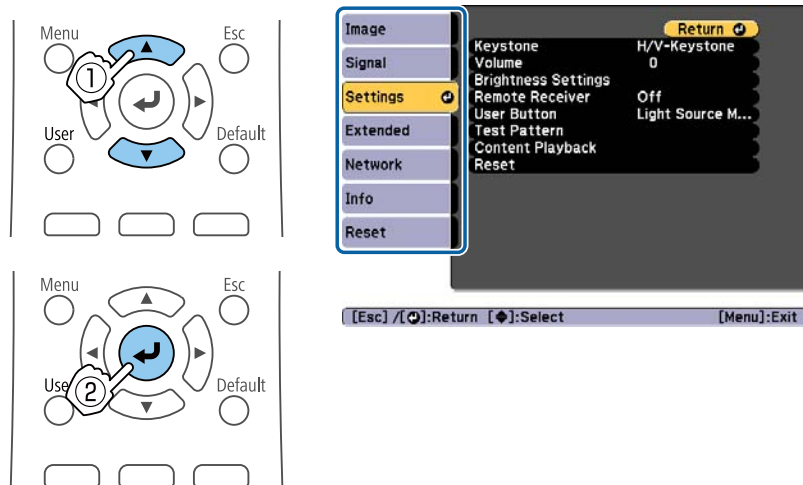 Menu
Esc
1
User
Default
Menu
Esc
Use
2
Default
Image
Signal
Settings
Extended
Network
Info
Reset
Return
Keystone H/V-Keystone
Volume 0
Brightness Settings
Remote Receiver Off
User Button Light Source M...
Test Pattern
Content Playback
Reset
[Esc] /[ ]:Return [ ]:Select [Menu]:Exit